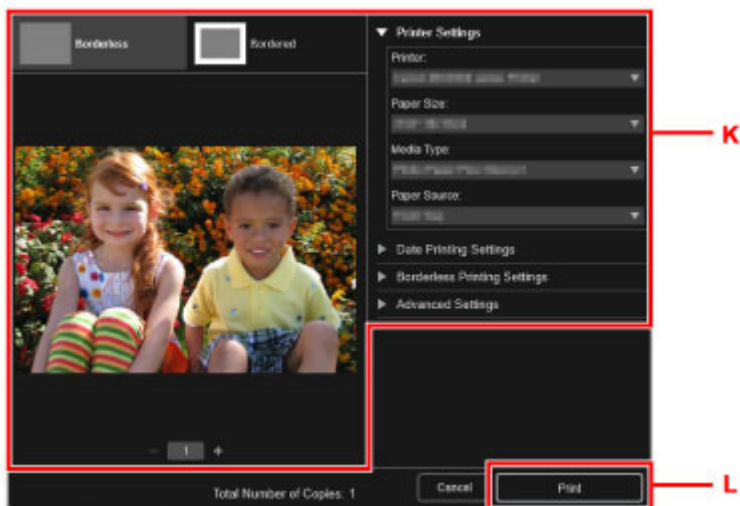 Borderless
Bordered
Printer Settings
Printer:
Paper Size:
K
Media Type:
Paper Source:
Date Printing Settings
Borderless Printing Settings
Advanced Settings
− 1 +
Total Number of Copies: 1
Cancel
Print
L